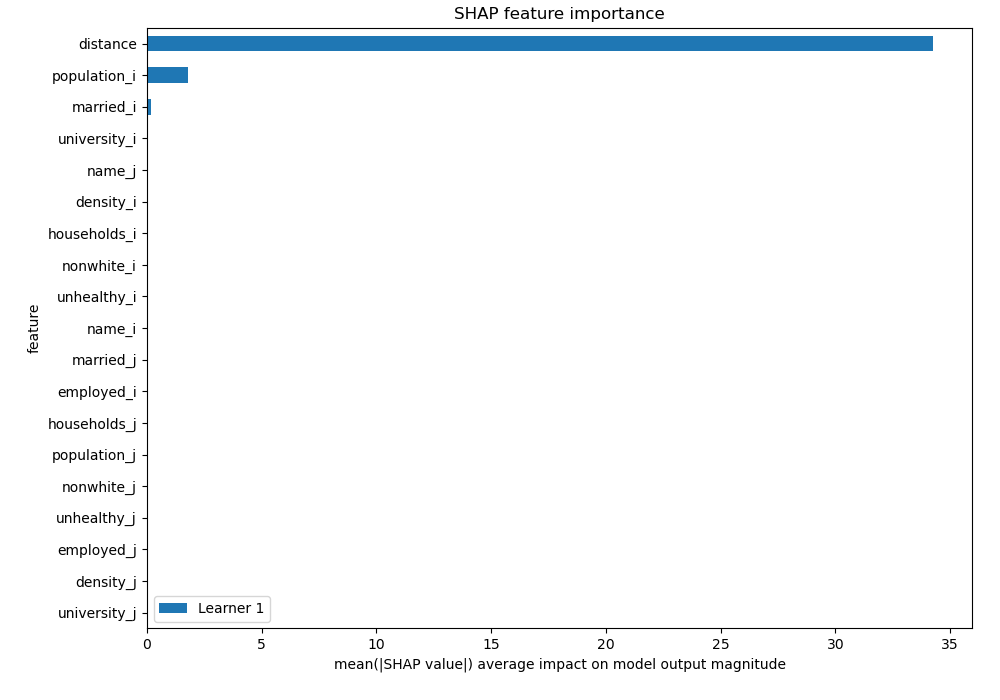 SHAP feature importance
distance
population_i
married_i
university_i
name_j
density_i
households_i
nonwhite_i
unhealthy_i
name_i
married_j
employed_i
households_j
population_j
nonwhite_j
unhealthy_j
employed_j
density_j
university_j
feature
Learner 1
0 5 10 15 20 25 30 35
mean(|SHAP value|) average impact on model output magnitude